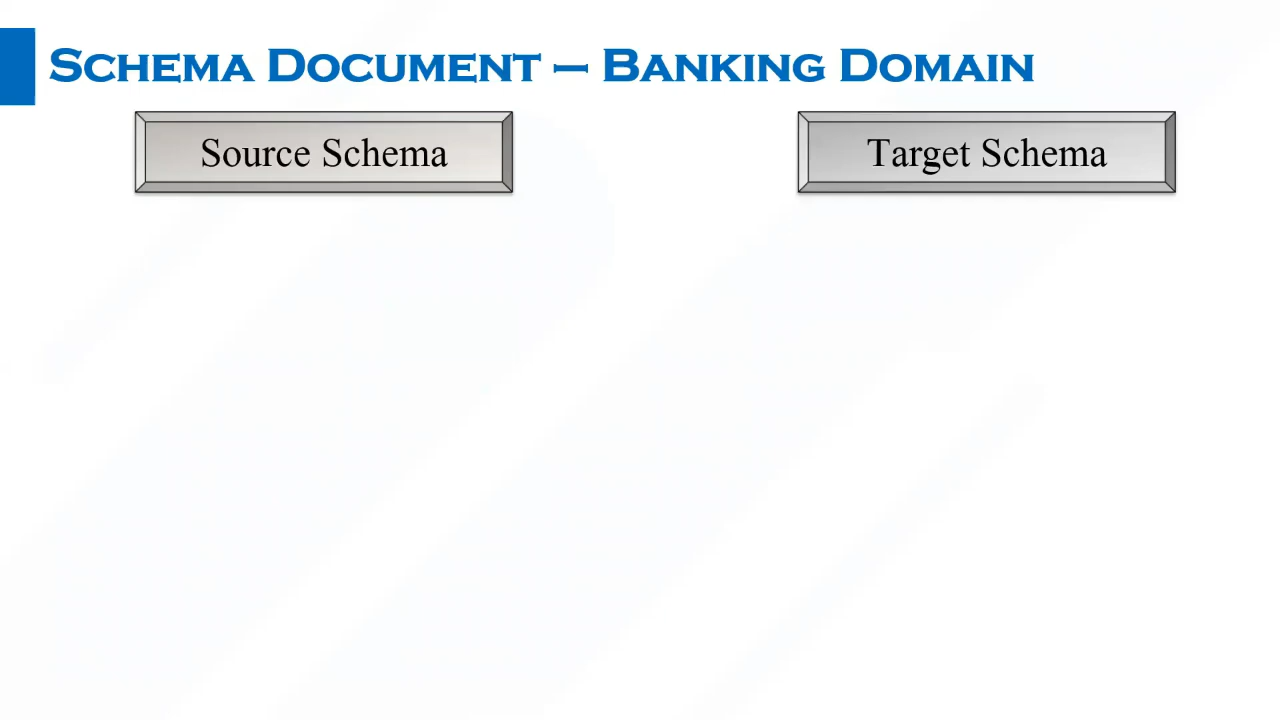 Schema Document – Banking Domain
Source Schema
Target Schema